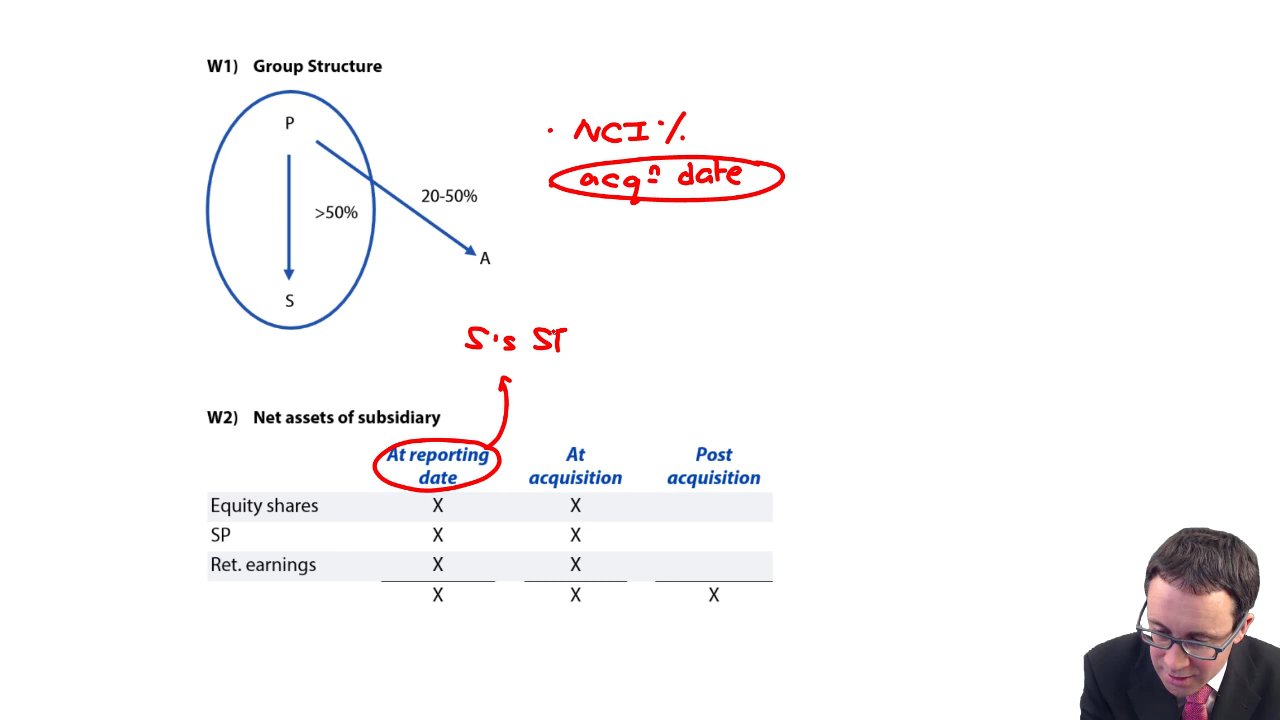 W1) Group Structure
P
· NCI %
acqⁿ date
20-50%
>50%
A
S
S's ST
W2) Net assets of subsidiary
At reporting date At acquisition Post acquisition
Equity shares X X
SP X X
Ret. earnings X X
X X X